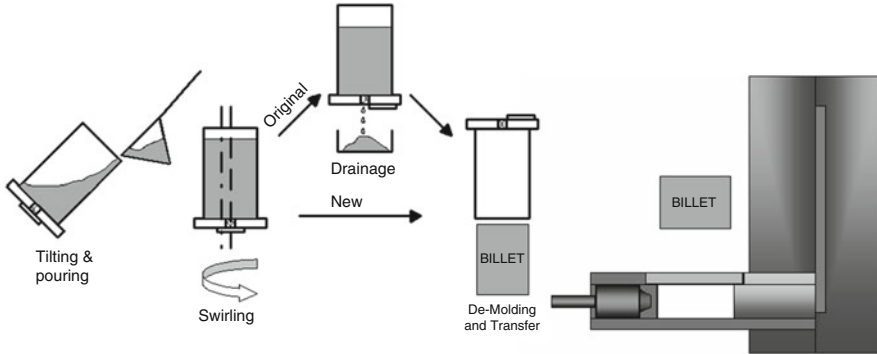 Tilting &
pouring
Swirling
Original
Drainage
New
BILLET
De-Molding
and Transfer
BILLET